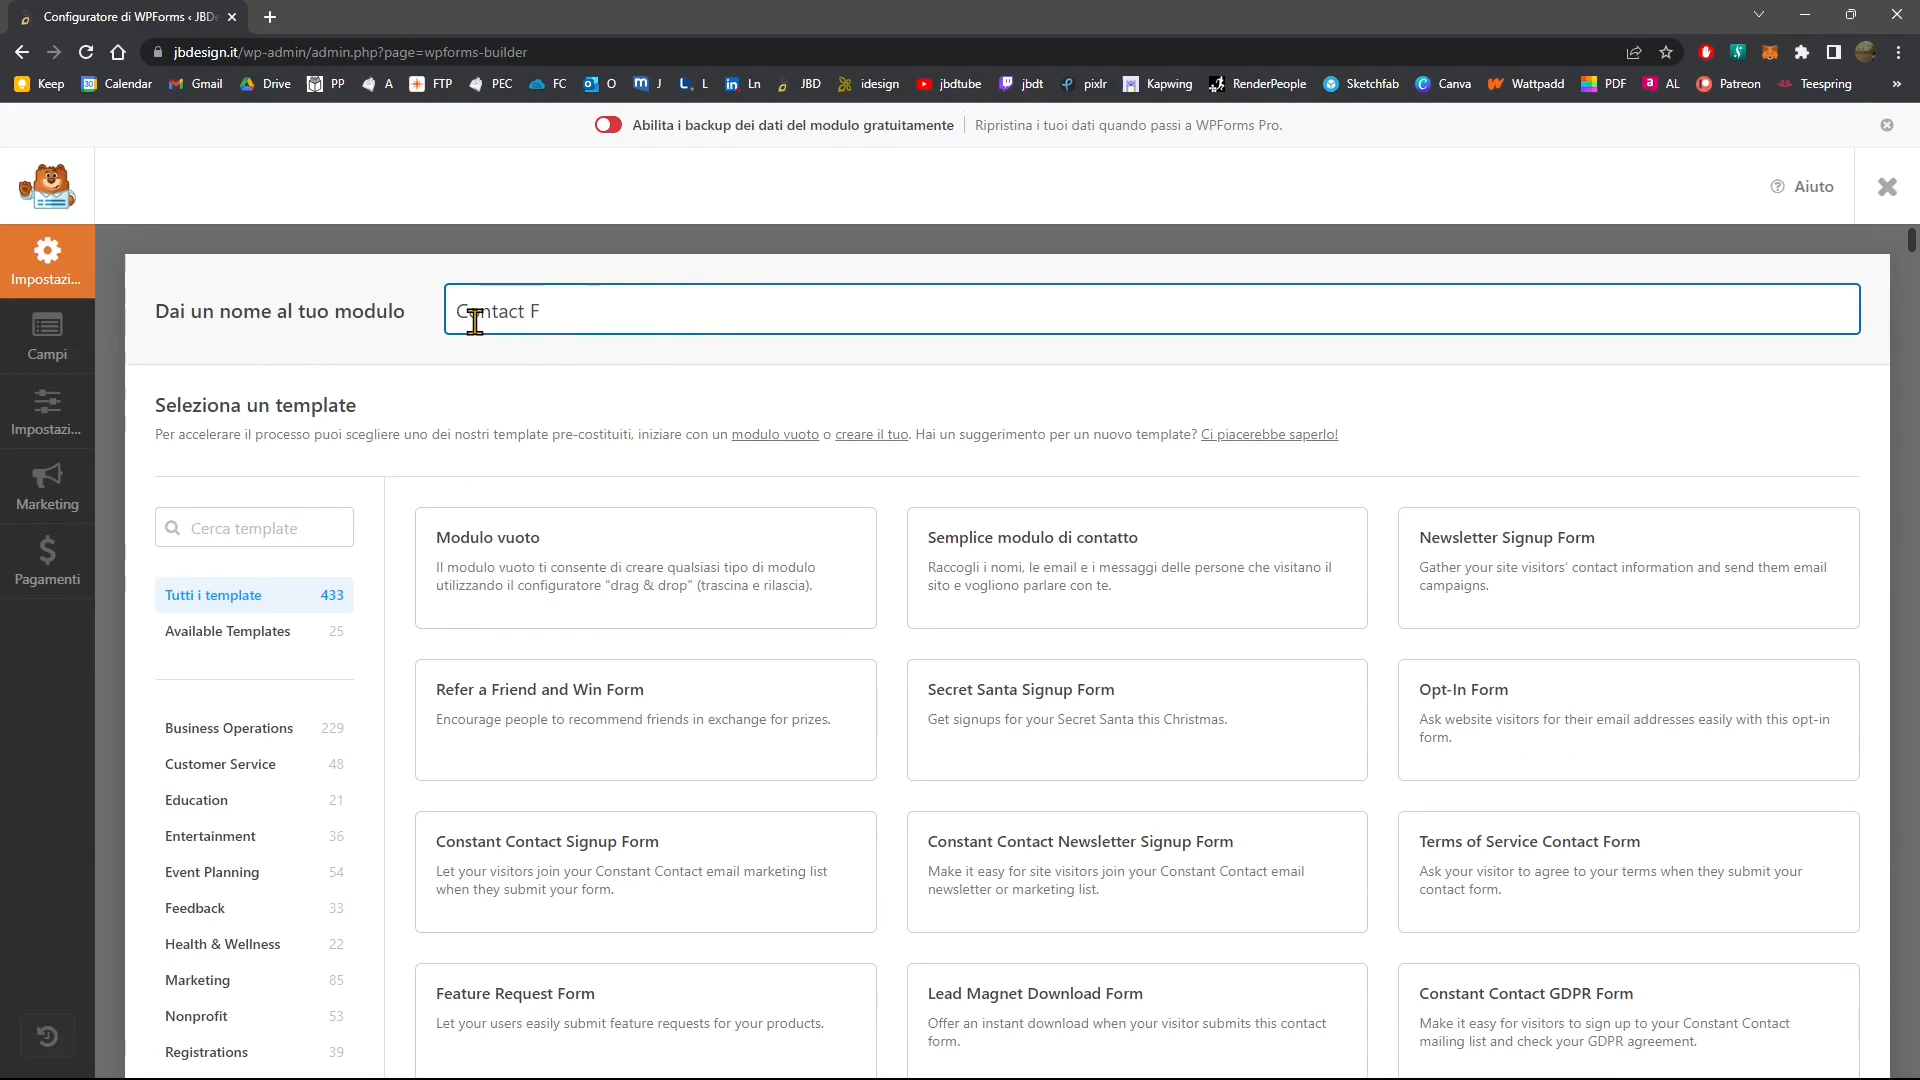 Configuratore di WPForms ‹ JBDe
jbdesign.it/wp-admin/admin.php?page=wpforms-builder
Keep Calendar Gmail Drive PP A FTP PEC FC O J L Ln JBD idesign jbdtube jbdt pixlr Kapwing RenderPeople Sketchfab Canva Wattpadd PDF AL Patreon Teespring »
Abilita i backup dei dati del modulo gratuitamente Ripristina i tuoi dati quando passi a WPForms Pro.
Aiuto
Impostazi...
Campi
Impostazi...
Marketing
Pagamenti
Dai un nome al tuo modulo
Contact F
Seleziona un template
Per accelerare il processo puoi scegliere uno dei nostri template pre-costituiti, iniziare con un modulo vuoto o creare il tuo. Hai un suggerimento per un nuovo template? Ci piacerebbe saperlo!
Cerca template
Tutti i template 433
Available Templates 25
Business Operations 229
Customer Service 48
Education 21
Entertainment 36
Event Planning 54
Feedback 33
Health & Wellness 22
Marketing 85
Nonprofit 53
Registrations 39
Modulo vuoto
Il modulo vuoto ti consente di creare qualsiasi tipo di modulo
utilizzando il configuratore "drag & drop" (trascina e rilascia).
Semplice modulo di contatto
Raccogli i nomi, le email e i messaggi delle persone che visitano il
sito e vogliono parlare con te.
Newsletter Signup Form
Gather your site visitors' contact information and send them email
campaigns.
Refer a Friend and Win Form
Encourage people to recommend friends in exchange for prizes.
Secret Santa Signup Form
Get signups for your Secret Santa this Christmas.
Opt-In Form
Ask website visitors for their email addresses easily with this opt-in
form.
Constant Contact Signup Form
Let your visitors join your Constant Contact email marketing list
when they submit your form.
Constant Contact Newsletter Signup Form
Make it easy for site visitors join your Constant Contact email
newsletter or marketing list.
Terms of Service Contact Form
Ask your visitor to agree to your terms when they submit your
contact form.
Feature Request Form
Let your users easily submit feature requests for your products.
Lead Magnet Download Form
Offer an instant download when your visitor submits this contact
form.
Constant Contact GDPR Form
Make it easy for visitors to sign up to your Constant Contact
mailing list and check your GDPR agreement.